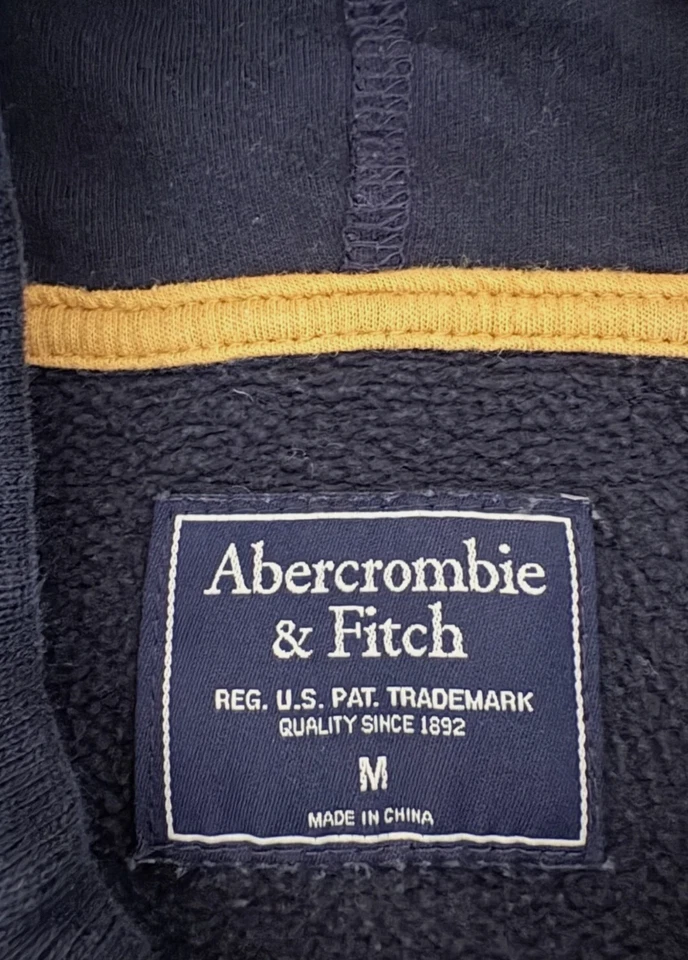 Abercrombie
& Fitch
REG. U.S. PAT. TRADEMARK
QUALITY SINCE 1892
M
MADE IN CHINA